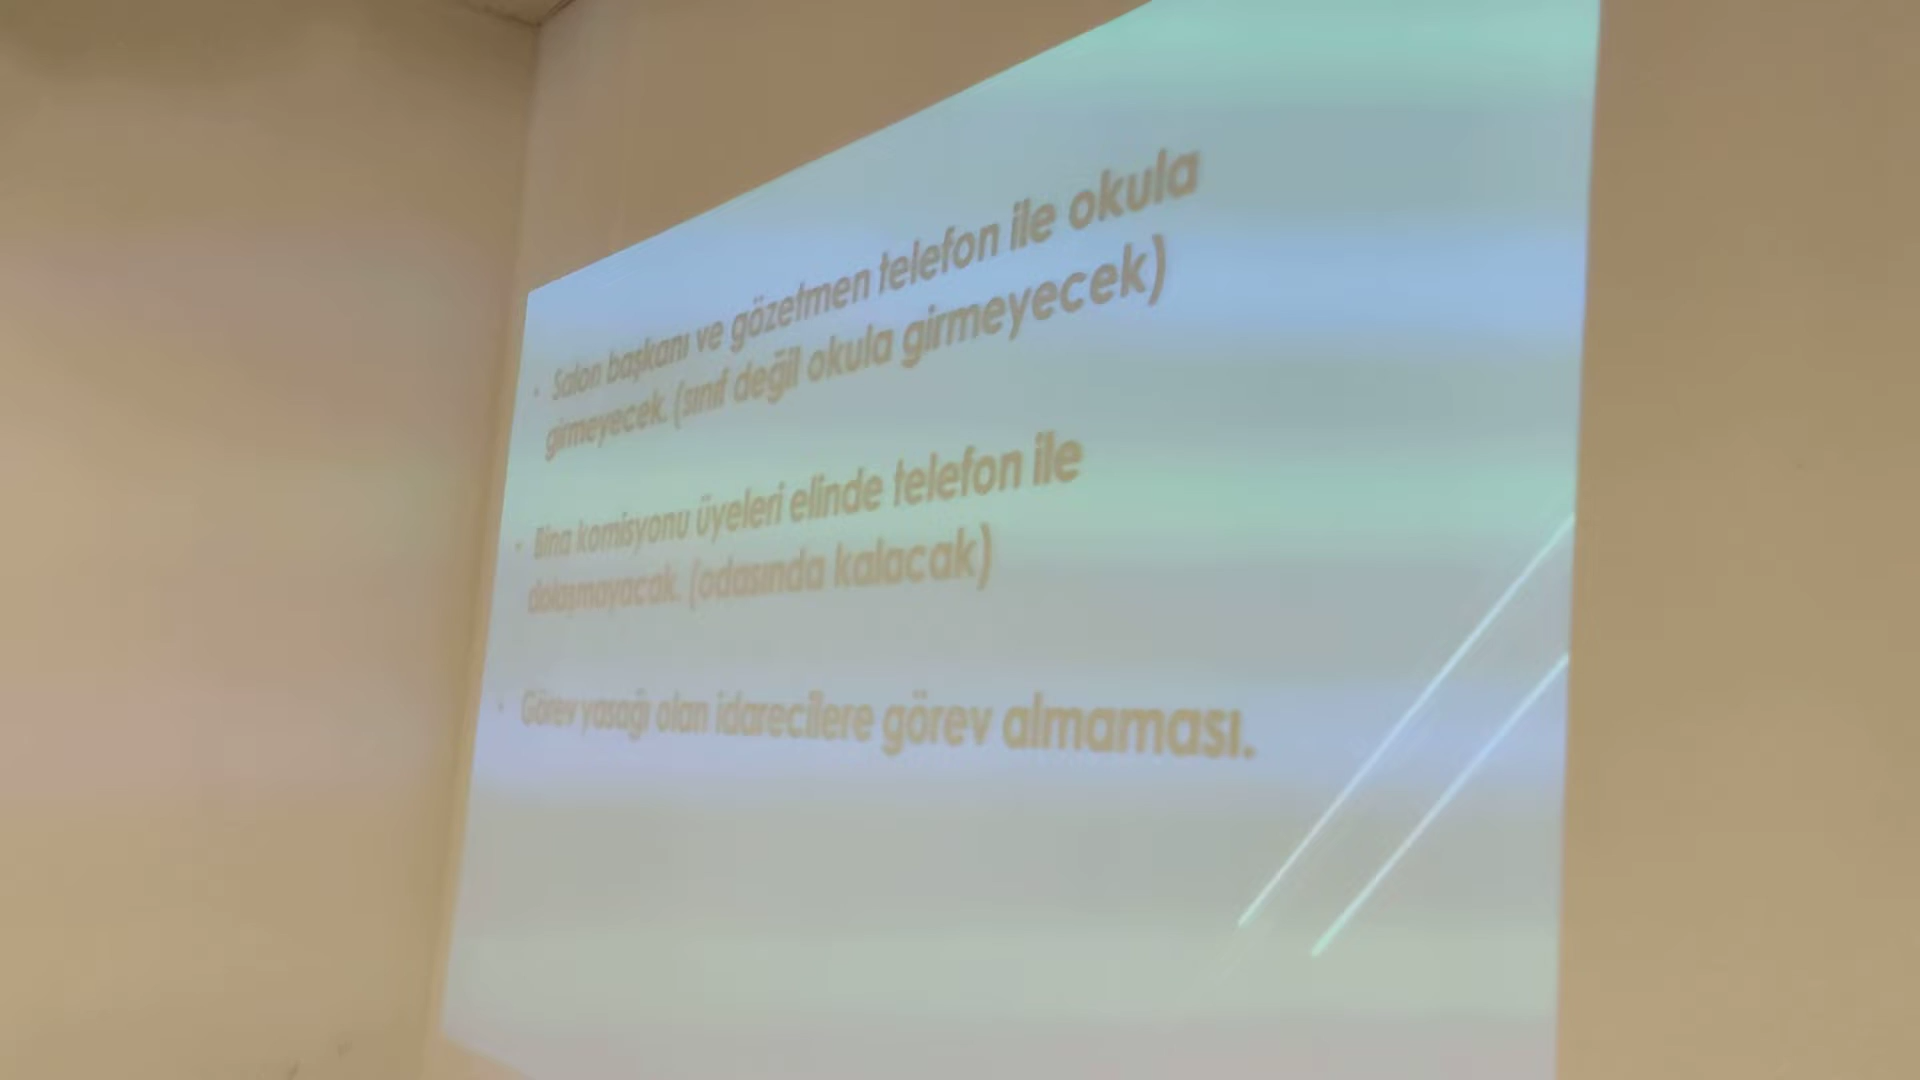 • Salon başkanı ve gözetmen telefon ile okula
girmeyecek. (sınıf değil okula girmeyecek)
• Bina komisyonu üyeleri elinde telefon ile
dolaşmayacak. (odasında kalacak)
• Görev yasağı olan idarecilere görev almaması.